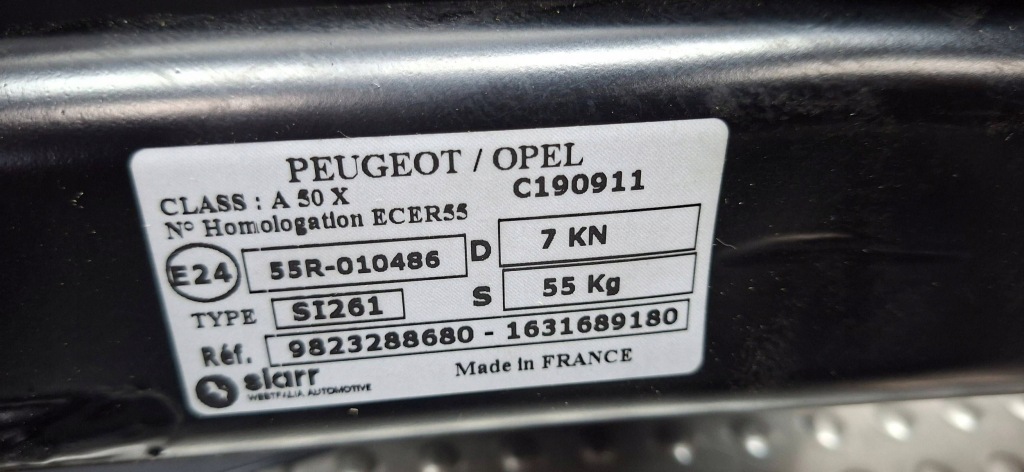 PEUGEOT / OPEL
CLASS : A 50 X C190911
N° Homologation ECER55
E24 55R-010486 D 7 KN
TYPE SI261 S 55 Kg
Réf. 9823288680 - 1631689180
siarr Made in FRANCE
WESTFALIA AUTOMOTIVE